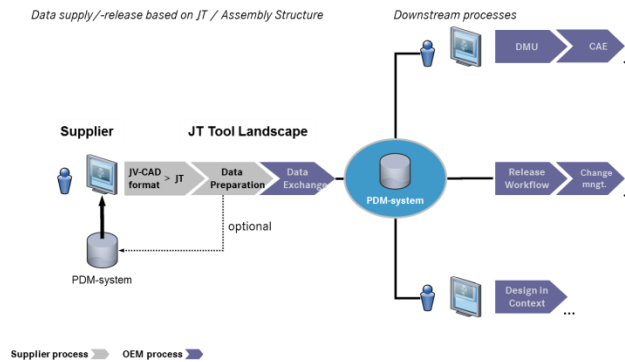 Data supply/-release based on JT / Assembly Structure
Downstream processes
DMU
CAE
Supplier
JT Tool Landscape
JV-CAD
format > JT
Data
Preparation
Data
Exchange
PDM-system
Release
Workflow
Change
mngt.
optional
PDM-system
Design in
Context
...
Supplier process
OEM process